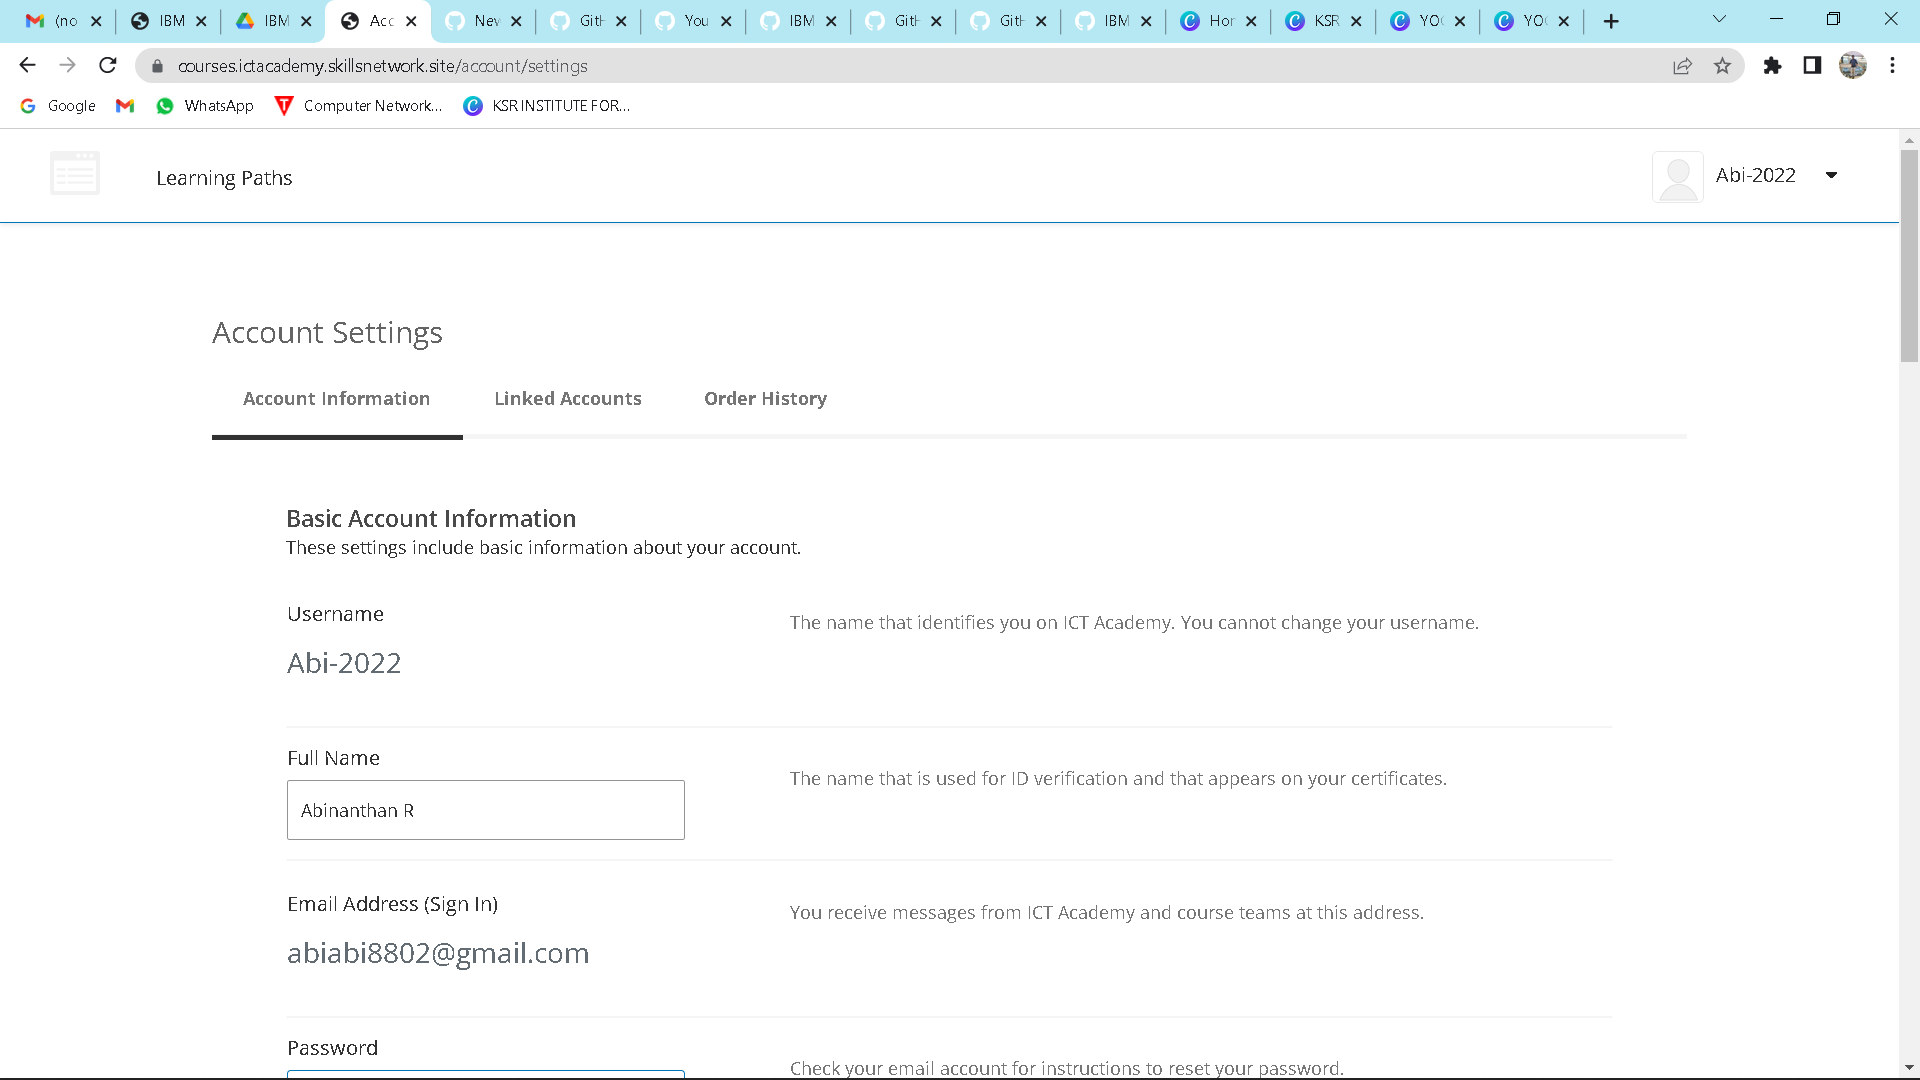 (no
IBM
IBM
Acc
New
GitH
You
IBM
GitH
GitH
IBM
Hor
KSR
YO
YO
courses.ictacademy.skillsnetwork.site/account/settings
Google
WhatsApp
Computer Network...
KSR INSTITUTE FOR...
Learning Paths
Abi-2022
Account Settings
Account Information
Linked Accounts
Order History
Basic Account Information
These settings include basic information about your account.
Username
The name that identifies you on ICT Academy. You cannot change your username.
Abi-2022
Full Name
The name that is used for ID verification and that appears on your certificates.
Abinanthan R
Email Address (Sign In)
You receive messages from ICT Academy and course teams at this address.
abiabi8802@gmail.com
Password
Check your email account for instructions to reset your password.